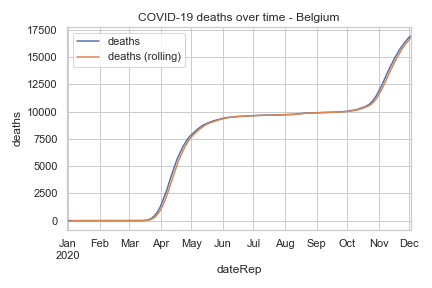 COVID-19 deaths over time - Belgium
17500
15000
12500
10000
7500
5000
2500
0
deaths
deaths
deaths (rolling)
Jan Feb Mar Apr May Jun Jul Aug Sep Oct Nov Dec
2020
dateRep